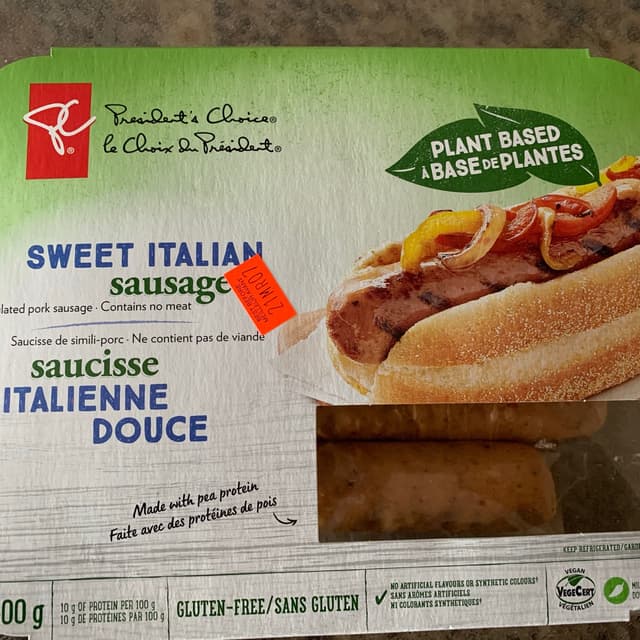 President's Choice®
le Choix du Président®
PLANT BASED
À BASE DE PLANTES
SWEET ITALIAN
sausage
lated pork sausage · Contains no meat
Saucisse de simili-porc · Ne contient pas de viande
saucisse
ITALIENNE
DOUCE
21MR07
Made with pea protein
Faite avec des protéines de pois
KEEP REFRIGERATED/GARD
00 g
10 g OF PROTEIN PER 100 g
10 g DE PROTÉINES PAR 100 g
GLUTEN-FREE/SANS GLUTEN
NO ARTIFICIAL FLAVOURS OR SYNTHETIC COLOURS†
SANS ARÔMES ARTIFICIELS
NI COLORANTS SYNTHÉTIQUES†
VEGAN
VEGECERT
VÉGÉTALIEN